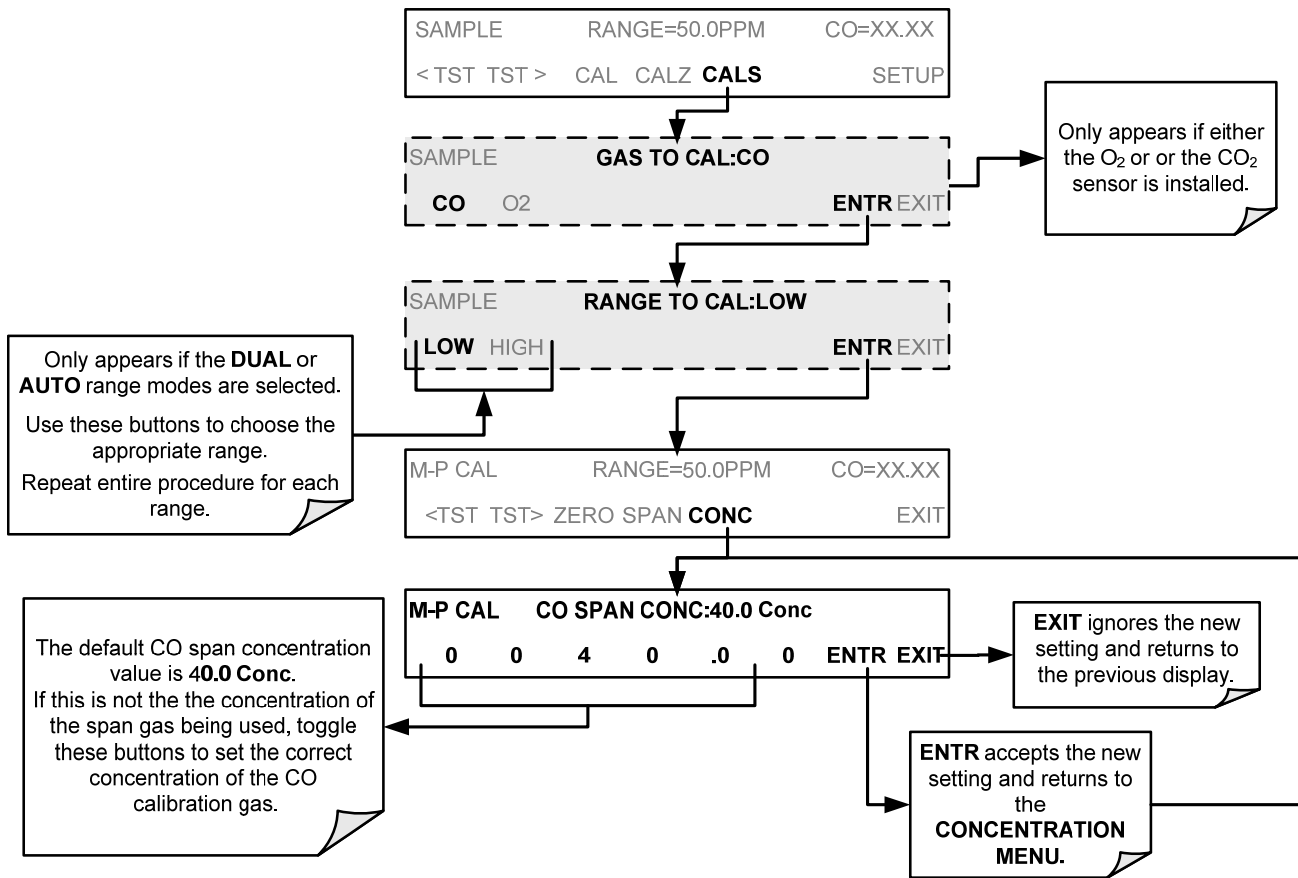 SAMPLE RANGE=50.0PPM CO=XX.XX
< TST TST > CAL CALZ CALS SETUP
SAMPLE GAS TO CAL:CO
CO O2 ENTR EXIT
Only appears if either
the O₂ or or the CO₂
sensor is installed.
SAMPLE RANGE TO CAL:LOW
LOW HIGH ENTR EXIT
Only appears if the DUAL or
AUTO range modes are selected.
Use these buttons to choose the
appropriate range.
Repeat entire procedure for each
range.
M-P CAL RANGE=50.0PPM CO=XX.XX
<TST TST> ZERO SPAN CONC EXIT
M-P CAL CO SPAN CONC:40.0 Conc
0 0 4 0 .0 0 ENTR EXIT
The default CO span concentration
value is 40.0 Conc.
If this is not the the concentration of
the span gas being used, toggle
these buttons to set the correct
concentration of the CO
calibration gas.
EXIT ignores the new
setting and returns to
the previous display.
ENTR accepts the new
setting and returns to
the
CONCENTRATION
MENU.